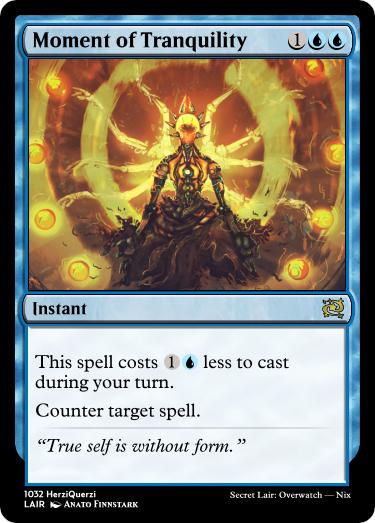 Moment of Tranquility 1
Instant
This spell costs 1 less to cast
during your turn.
Counter target spell.
“True self is without form.”
1032 HerziQuerzi
LAIR Anato Finnstark
Secret Lair: Overwatch — Nix